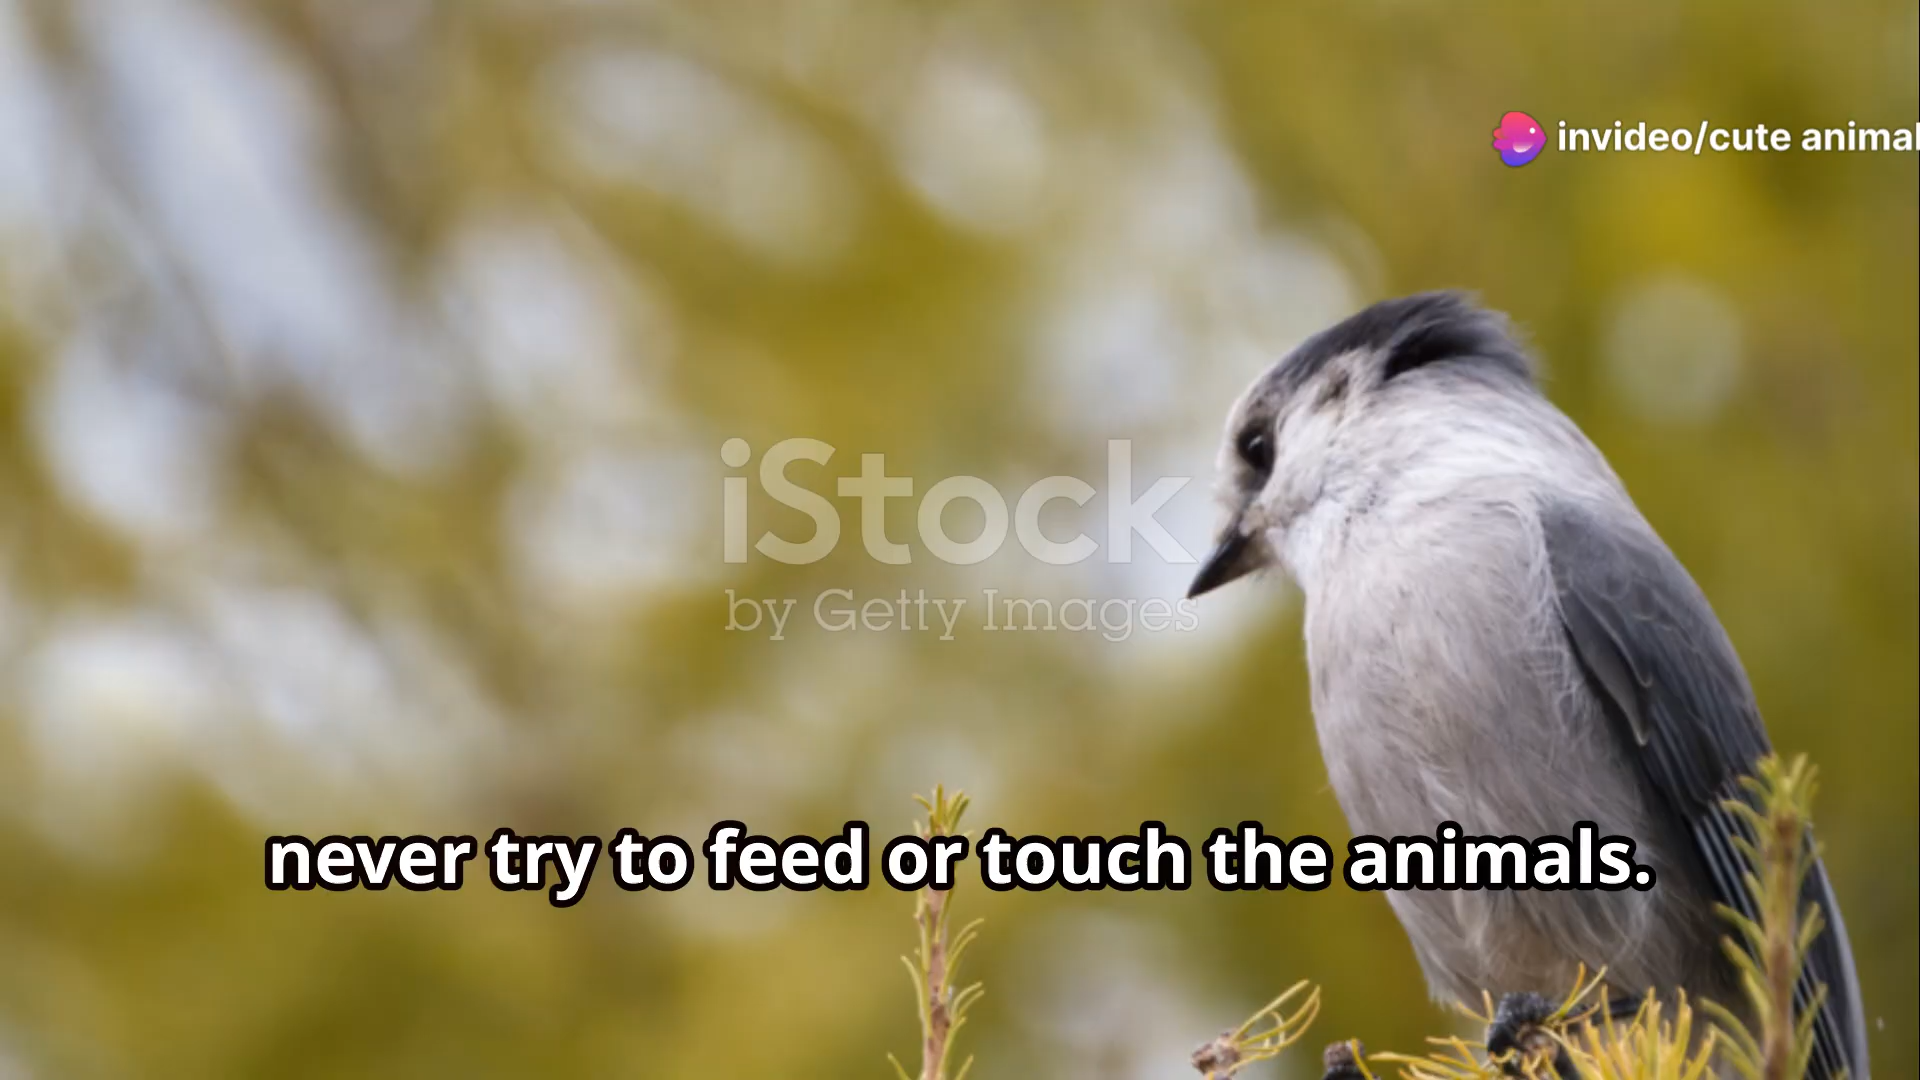 invideo/cute animal
iStock
by Getty Images
never try to feed or touch the animals.